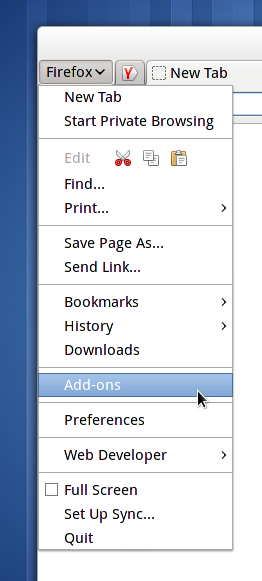 Firefox
Y
New Tab
New Tab
Start Private Browsing
Edit
Find...
Print...
Save Page As...
Send Link...
Bookmarks
History
Downloads
Add-ons
Preferences
Web Developer
Full Screen
Set Up Sync...
Quit